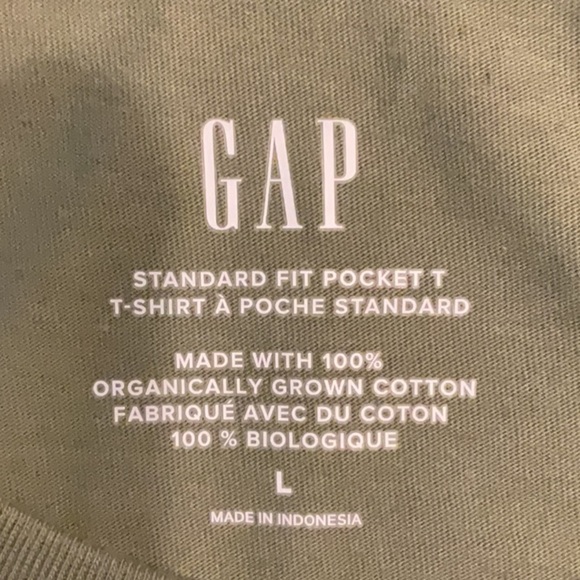 GAP
STANDARD FIT POCKET T
T-SHIRT À POCHE STANDARD
MADE WITH 100%
ORGANICALLY GROWN COTTON
FABRIQUÉ AVEC DU COTON
100 % BIOLOGIQUE
L
MADE IN INDONESIA